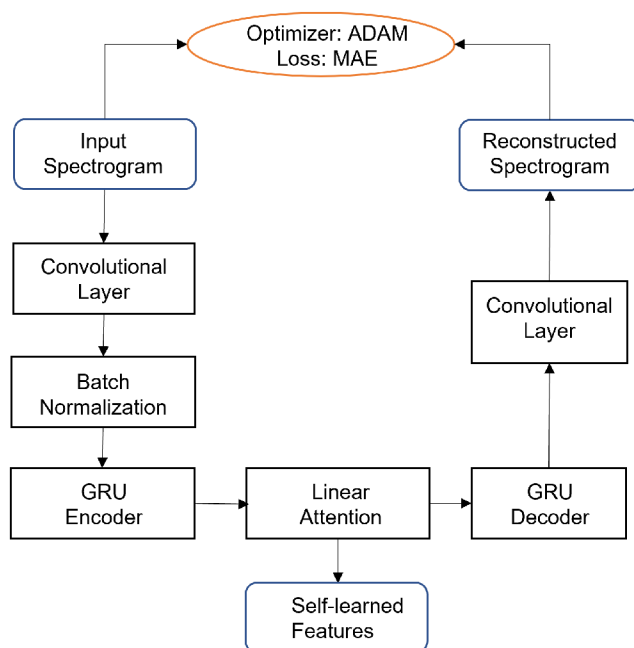 Optimizer: ADAM
Loss: MAE
Input
Spectrogram
Reconstructed
Spectrogram
Convolutional
Layer
Convolutional
Layer
Batch
Normalization
GRU
Encoder
Linear
Attention
GRU
Decoder
Self-learned
Features